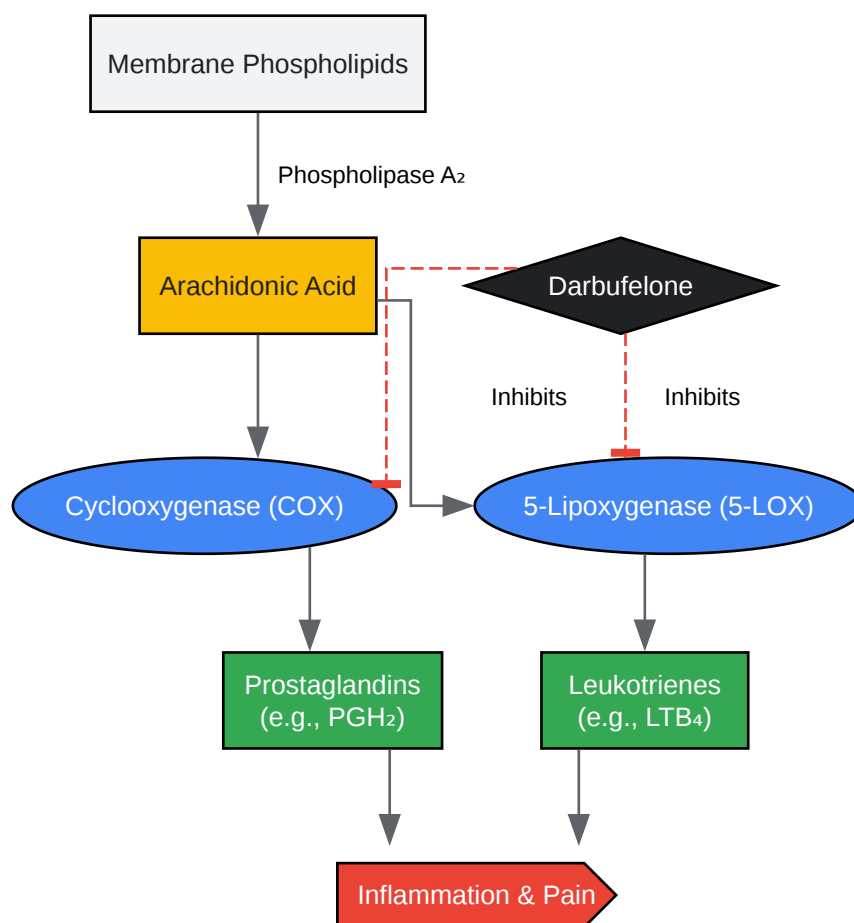 Membrane Phospholipids
Phospholipase A₂
Arachidonic Acid
Darbufelone
Inhibits
Inhibits
Cyclooxygenase (COX)
5-Lipoxygenase (5-LOX)
Prostaglandins
(e.g., PGH₂)
Leukotrienes
(e.g., LTB₄)
Inflammation & Pain